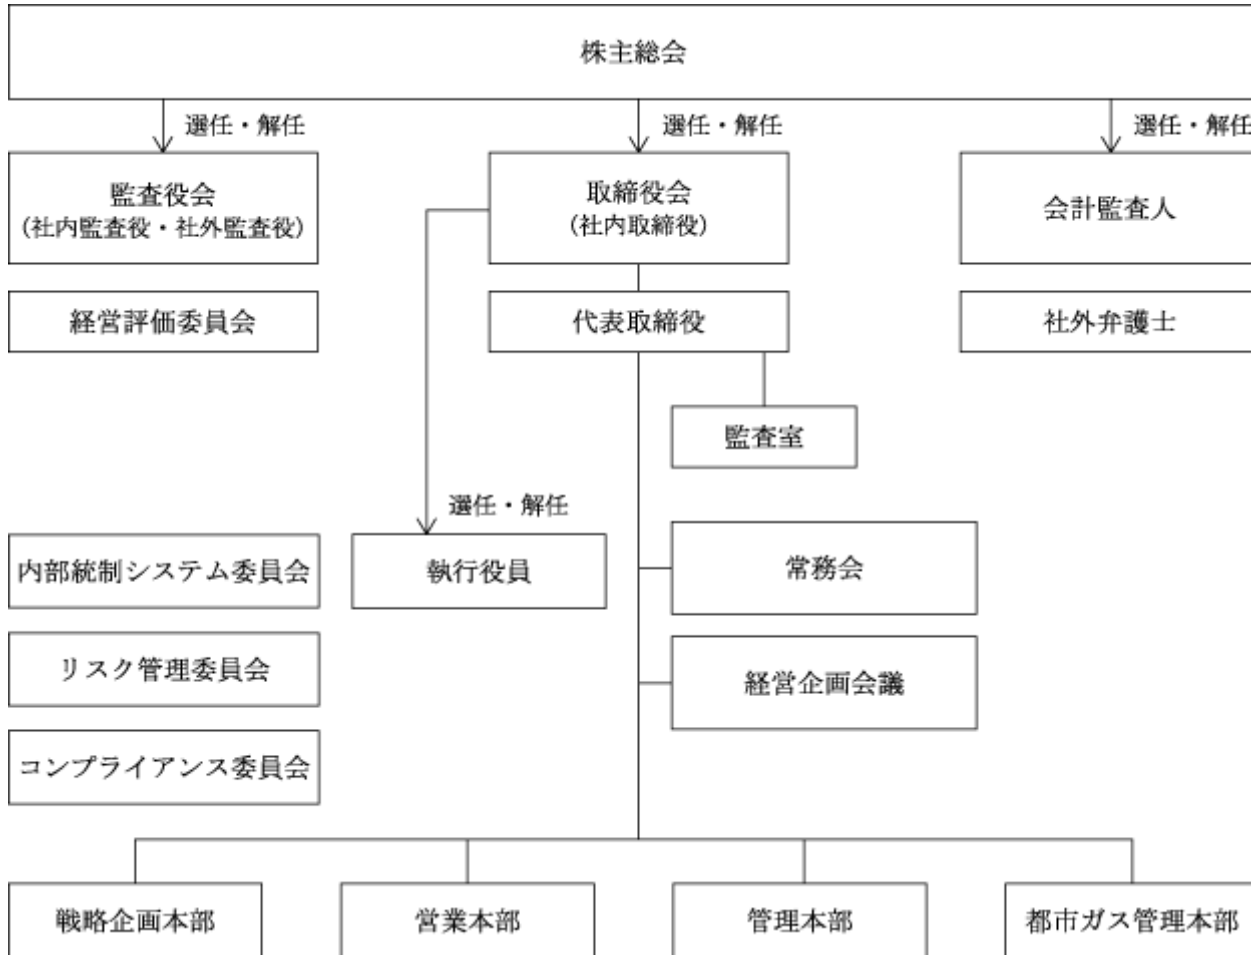 株主総会
選任・解任
選任・解任
選任・解任
監査役会
(社内監査役・社外監査役)
取締役会
(社内取締役)
会計監査人
経営評価委員会
代表取締役
社外弁護士
監査室
選任・解任
内部統制システム委員会
執行役員
常務会
リスク管理委員会
経営企画会議
コンプライアンス委員会
戦略企画本部
営業本部
管理本部
都市ガス管理本部